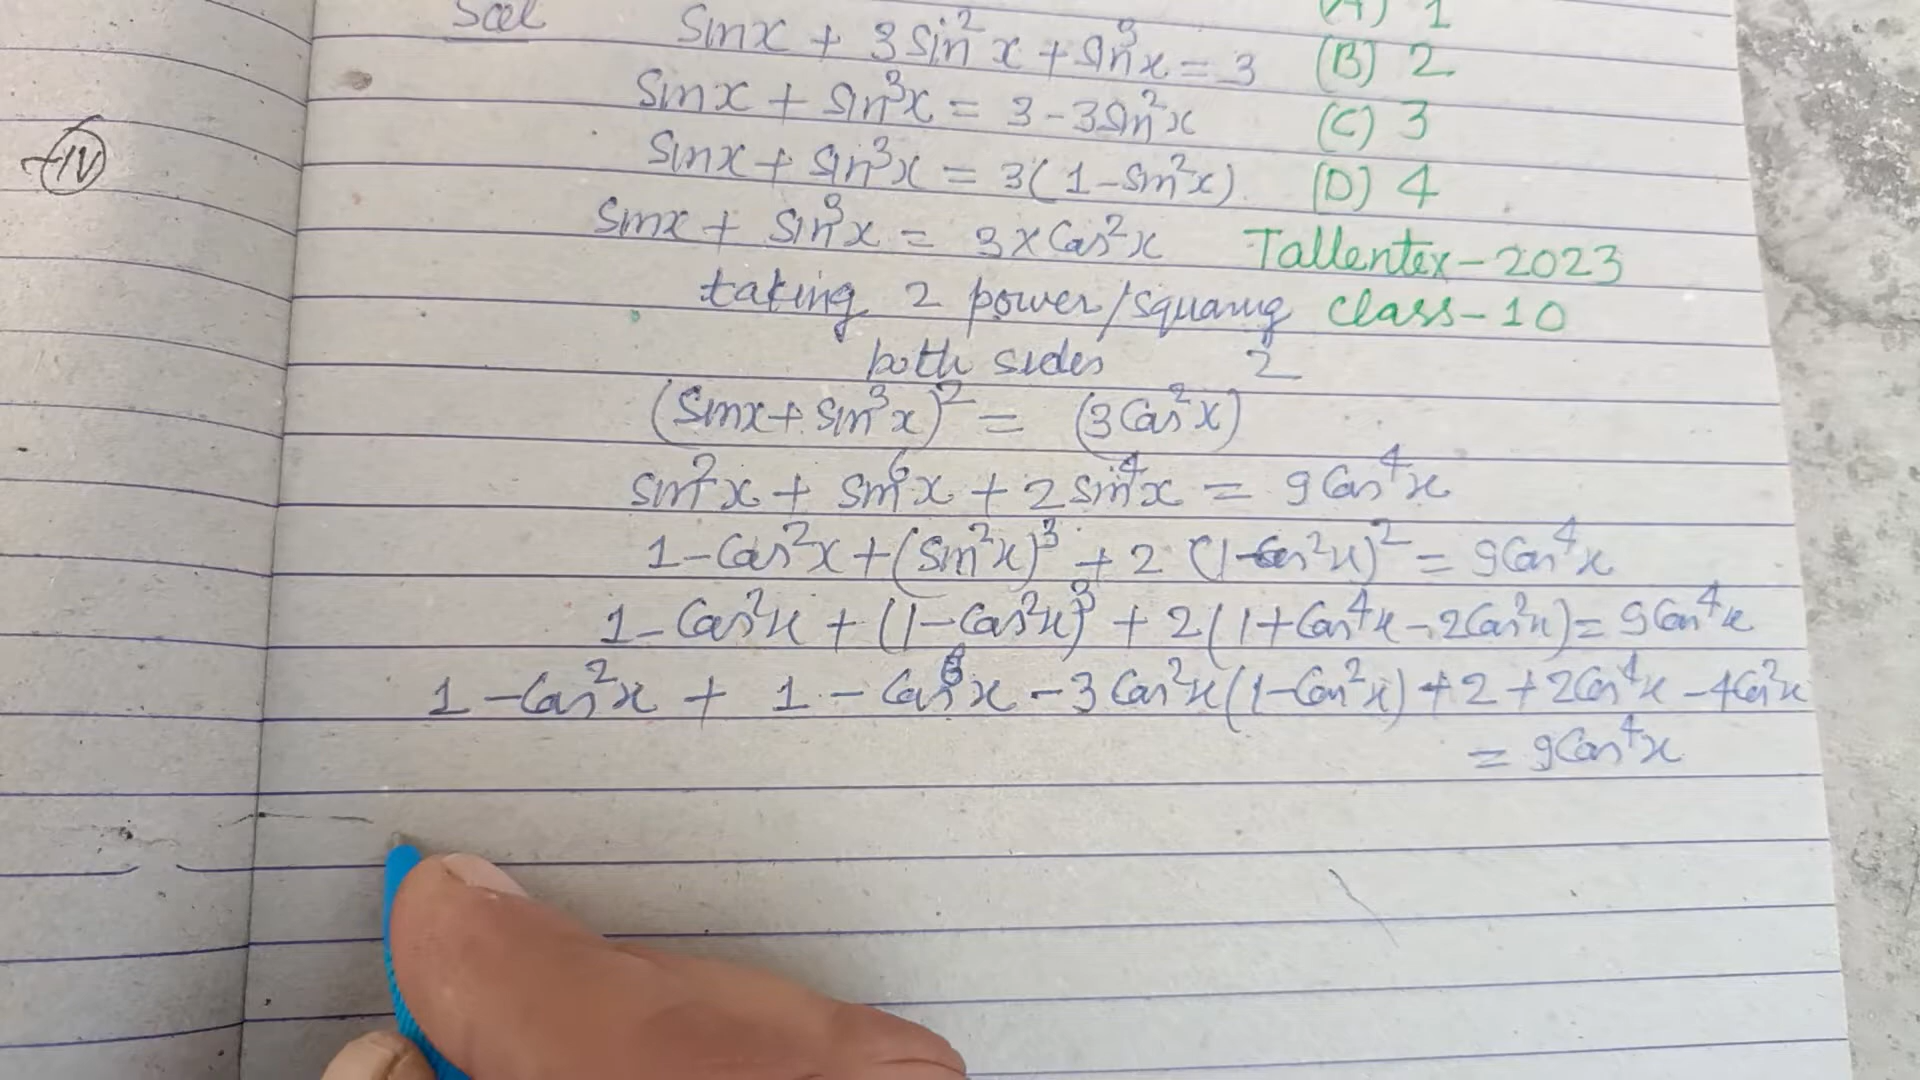 Sol sinx + 3sin²x + sin³x = 3
(A) 1
(B) 2
sinx + sin³x = 3 - 3sin²x
(C) 3
sinx + sin³x = 3(1 - sin²x)
(D) 4
IV
sinx + sin³x = 3 x Cos²x
Tallentex - 2023
taking 2 power/squaring
class - 10
both sides
(sinx + sin³x)² = (3Cos²x)²
sin²x + sin⁶x + 2sin⁴x = 9Cos⁴x
1 - Cos²x + (sin²x)³ + 2(1 - Cos²x)² = 9Cos⁴x
1 - Cos²x + (1 - Cos²x)³ + 2(1 + Cos⁴x - 2Cos²x) = 9Cos⁴x
1 - Cos²x + 1 - Cos⁶x - 3Cos²x(1 - Cos²x) + 2 + 2Cos⁴x - 4Cos²x
= 9Cos⁴x